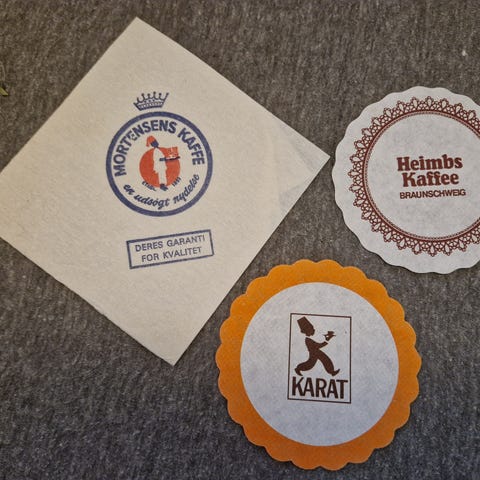 MORTENSENS KAFFE
en udsøgt nydelse
DERES GARANTI
FOR KVALITET
Heimbs
Kaffee
BRAUNSCHWEIG
KARAT